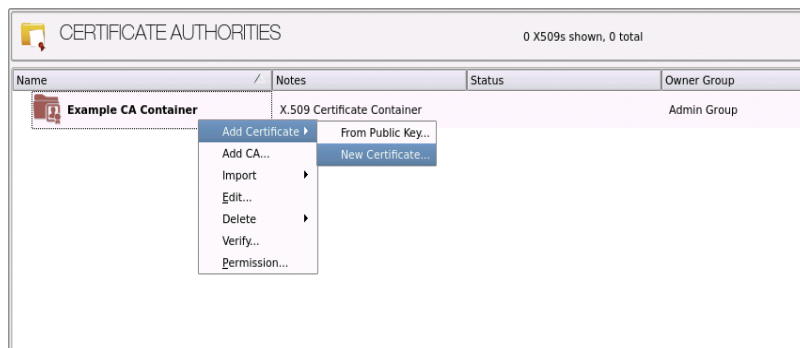 CERTIFICATE AUTHORITIES
0 X509s shown, 0 total
Name Notes Status Owner Group
Example CA Container X.509 Certificate Container Admin Group
Add Certificate From Public Key...
Add CA... New Certificate...
Import
Edit...
Delete
Verify...
Permission...